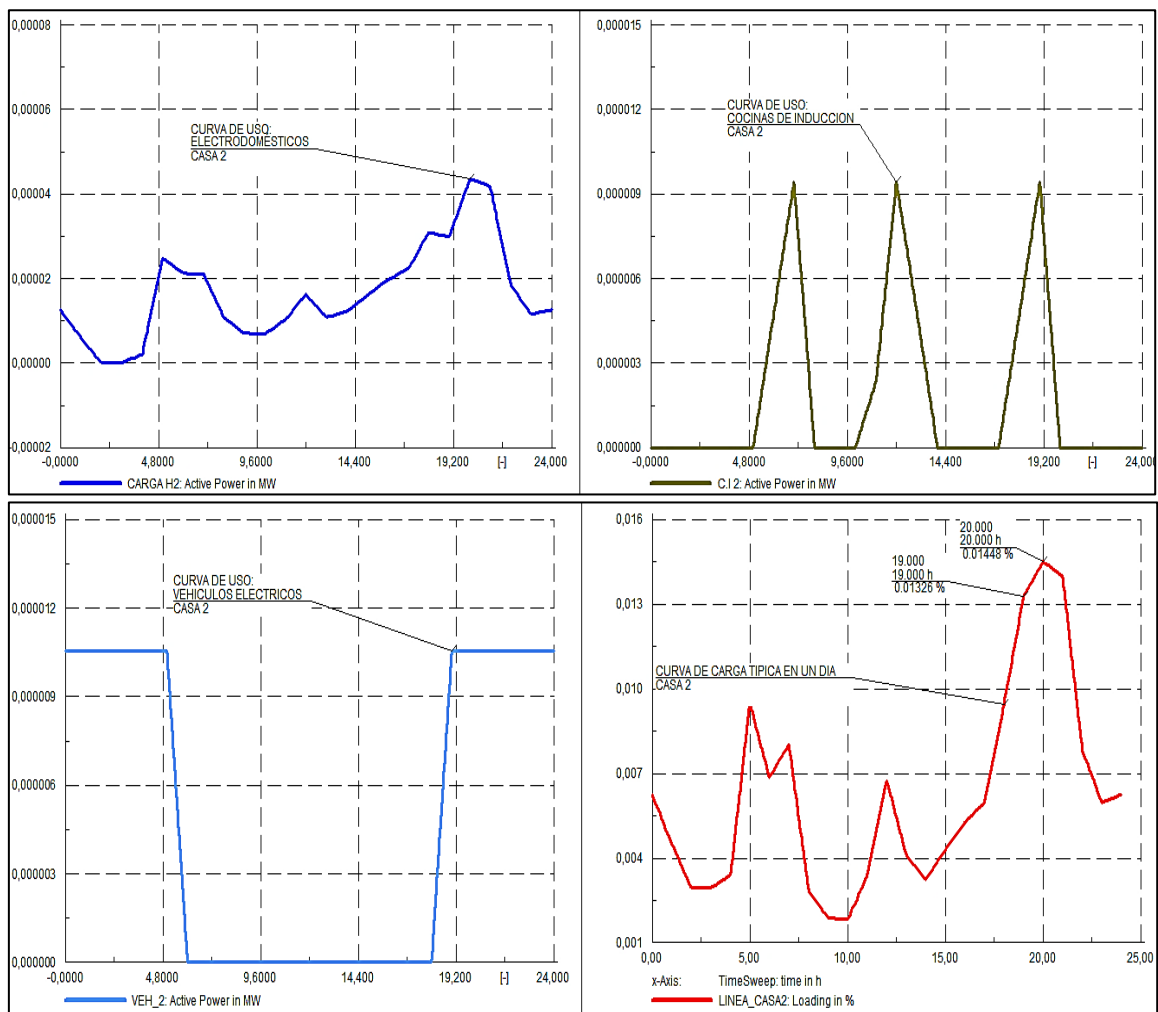 0,00008
0,00006
0,00004
0,00002
0,00000
-0,00002
CURVA DE USO:
ELECTRODOMÉSTICOS
CASA 2
-0,0000 4,8000 9,6000 14,400 19,200 [-] 24,000
CARGA H2: Active Power in MW
0,000015
0,000012
0,000009
0,000006
0,000003
0,000000
CURVA DE USO:
COCINAS DE INDUCCION
CASA 2
-0,0000 4,8000 9,6000 14,400 19,200 [-] 24,000
C.I 2: Active Power in MW
0,000015
0,000012
0,000009
0,000006
0,000003
0,000000
CURVA DE USO:
VEHICULOS ELECTRICOS
CASA 2
-0,0000 4,8000 9,6000 14,400 19,200 [-] 24,000
VEH_2: Active Power in MW
0,016
0,013
0,010
0,007
0,004
0,001
20.000
20.000 h
0.01448 %
19.000
19.000 h
0.01326 %
CURVA DE CARGA TIPICA EN UN DIA
CASA 2
0,00 5,00 10,00 15,00 20,00 25,00
x-Axis: TimeSweep: time in h
LINEA_CASA2: Loading in %